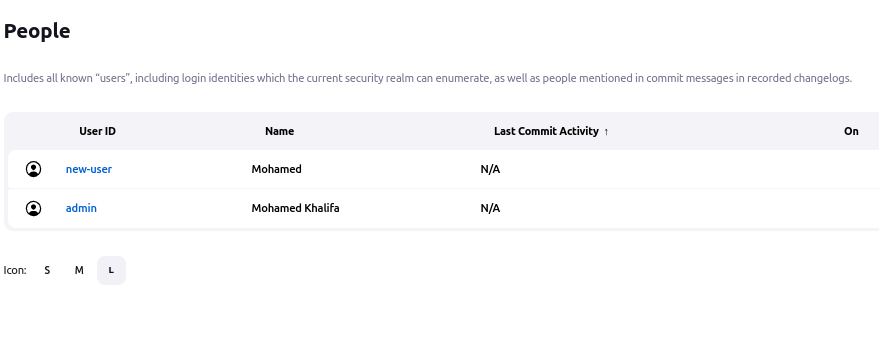 People
Includes all known “users”, including login identities which the current security realm can enumerate, as well as people mentioned in commit messages in recorded changelogs.
User ID Name Last Commit Activity ↑ On
new-user Mohamed N/A
admin Mohamed Khalifa N/A
Icon: S M L